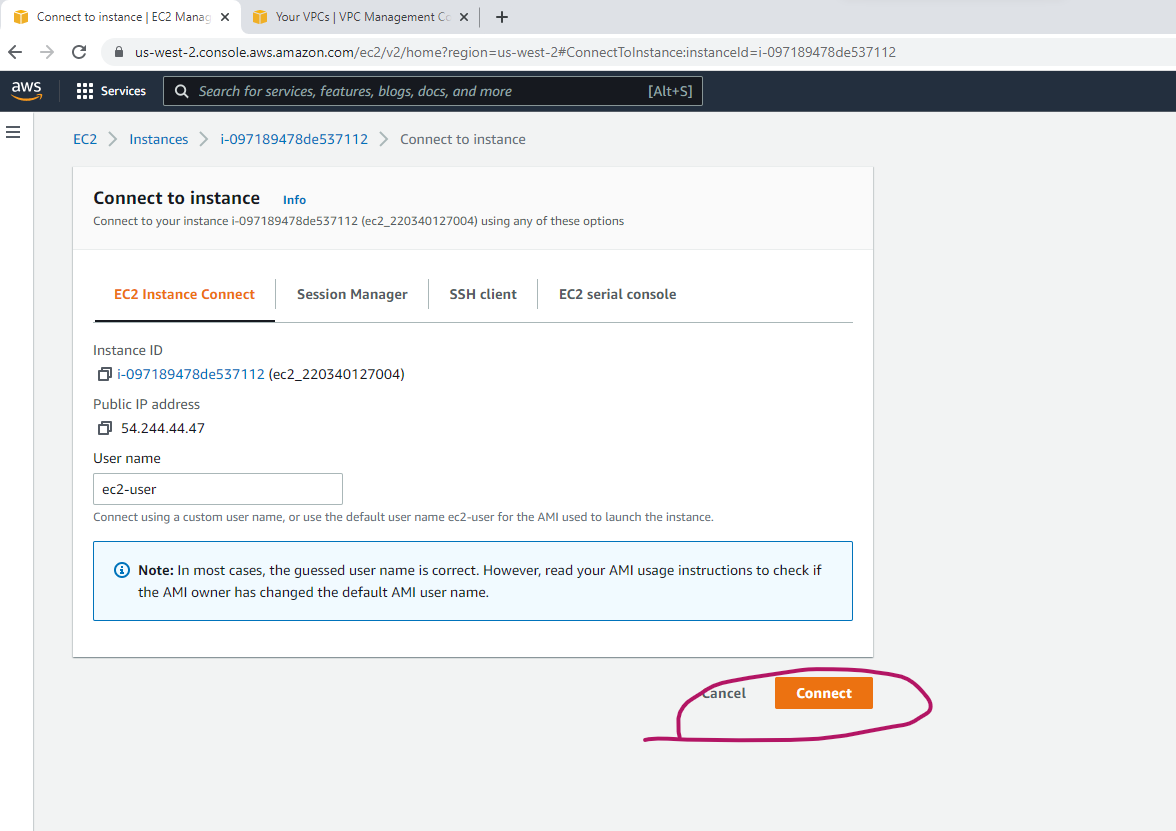 Connect to instance | EC2 Manag
Your VPCs | VPC Management Co
us-west-2.console.aws.amazon.com/ec2/v2/home?region=us-west-2#ConnectToInstance:instanceId=i-097189478de537112
aws
Services
Search for services, features, blogs, docs, and more
[Alt+S]
EC2 > Instances > i-097189478de537112 > Connect to instance
Connect to instance Info
Connect to your instance i-097189478de537112 (ec2_220340127004) using any of these options
EC2 Instance Connect
Session Manager
SSH client
EC2 serial console
Instance ID
i-097189478de537112 (ec2_220340127004)
Public IP address
54.244.44.47
User name
ec2-user
Connect using a custom user name, or use the default user name ec2-user for the AMI used to launch the instance.
Note: In most cases, the guessed user name is correct. However, read your AMI usage instructions to check if
the AMI owner has changed the default AMI user name.
Cancel
Connect